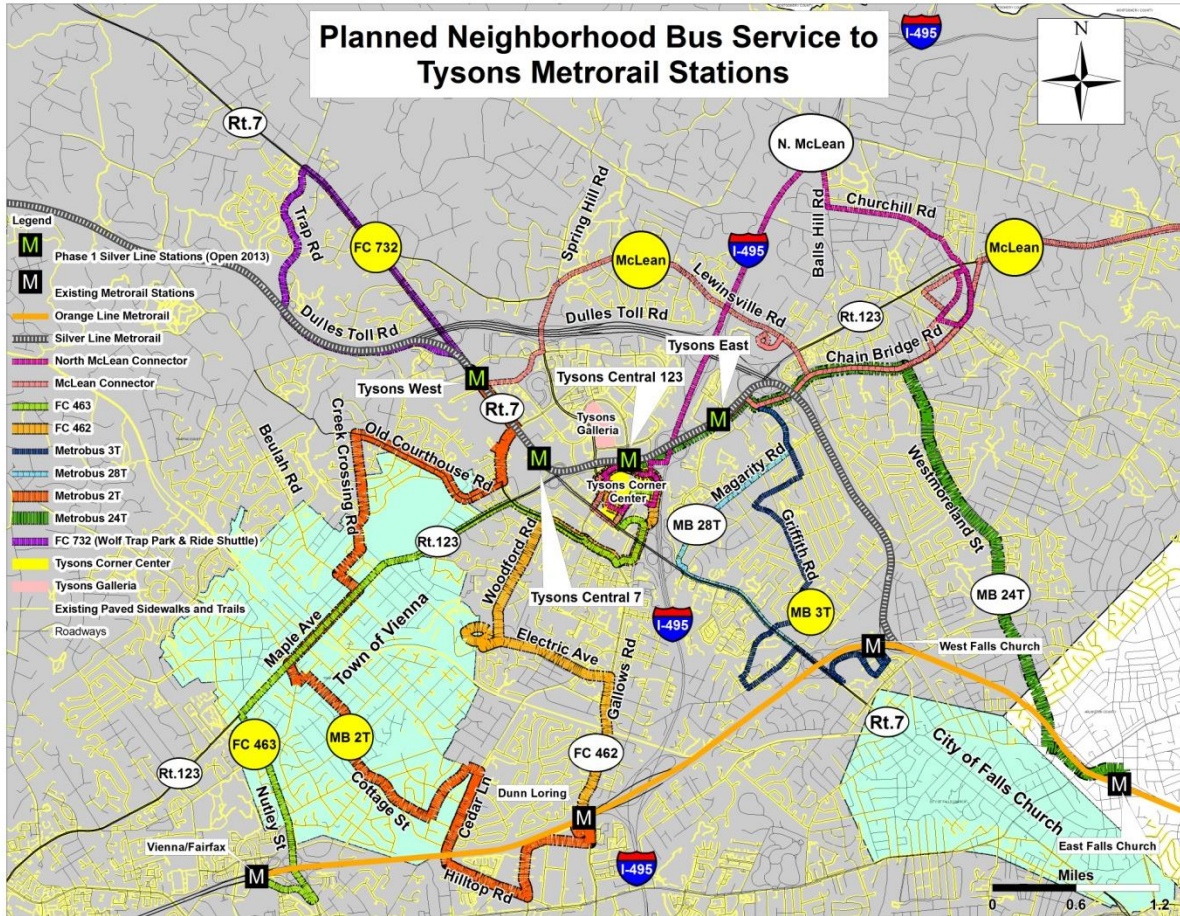 Planned Neighborhood Bus Service to
Tysons Metrorail Stations
I-495
N
Rt.7
N. McLean
Spring Hill Rd
Balls Hill Rd
Churchill Rd
Trap Rd
FC 732
McLean
I-495
McLean
Lewinsville Rd
Rt.123
Dulles Toll Rd
Dulles Toll Rd
Chain Bridge Rd
Tysons East
Tysons Central 123
Tysons West
Legend
M
Phase 1 Silver Line Stations (Open 2013)
M
Existing Metrorail Stations
Orange Line Metrorail
Silver Line Metrorail
North McLean Connector
McLean Connector
FC 463
FC 462
Metrobus 3T
Metrobus 28T
Metrobus 2T
Metrobus 24T
FC 732 (Wolf Trap Park & Ride Shuttle)
Tysons Corner Center
Tysons Galleria
Existing Paved Sidewalks and Trails
Roadways
M
Rt.7
Tysons
Galleria
M
M
M
Tysons Corner
Center
Creek Crossing Rd
Old Courthouse Rd
Beulah Rd
Magarity Rd
Westmoreland St
MB 28T
Griffith Rd
Rt.123
Woodford Rd
Tysons Central 7
I-495
MB 3T
MB 24T
Maple Ave
Town of Vienna
Electric Ave
Gallows Rd
M
West Falls Church
Rt.7
FC 463
MB 2T
FC 462
City of Falls Church
Rt.123
Nutley St
Cottage St
Cedar Ln
Dunn Loring
M
M
Vienna/Fairfax
M
Hilltop Rd
I-495
East Falls Church
Miles
0
0.6
1.2